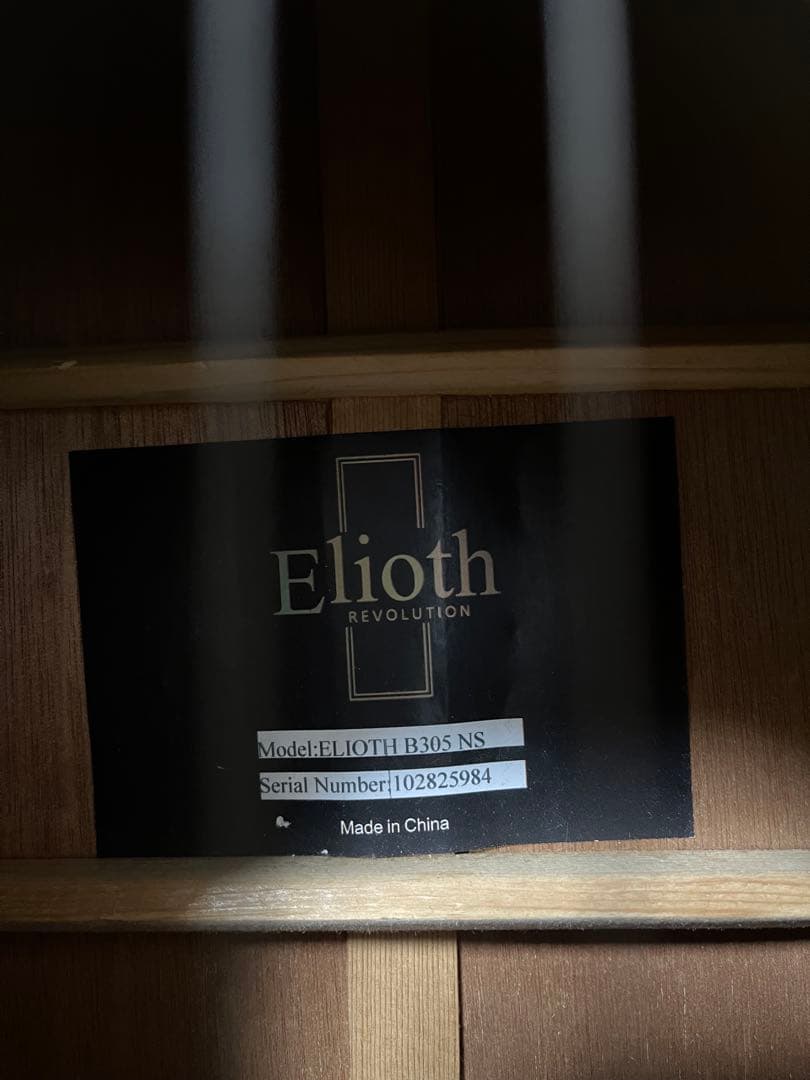 Elioth
REVOLUTION
Model:ELIOTH B305 NS
Serial Number:102825984
Made in China